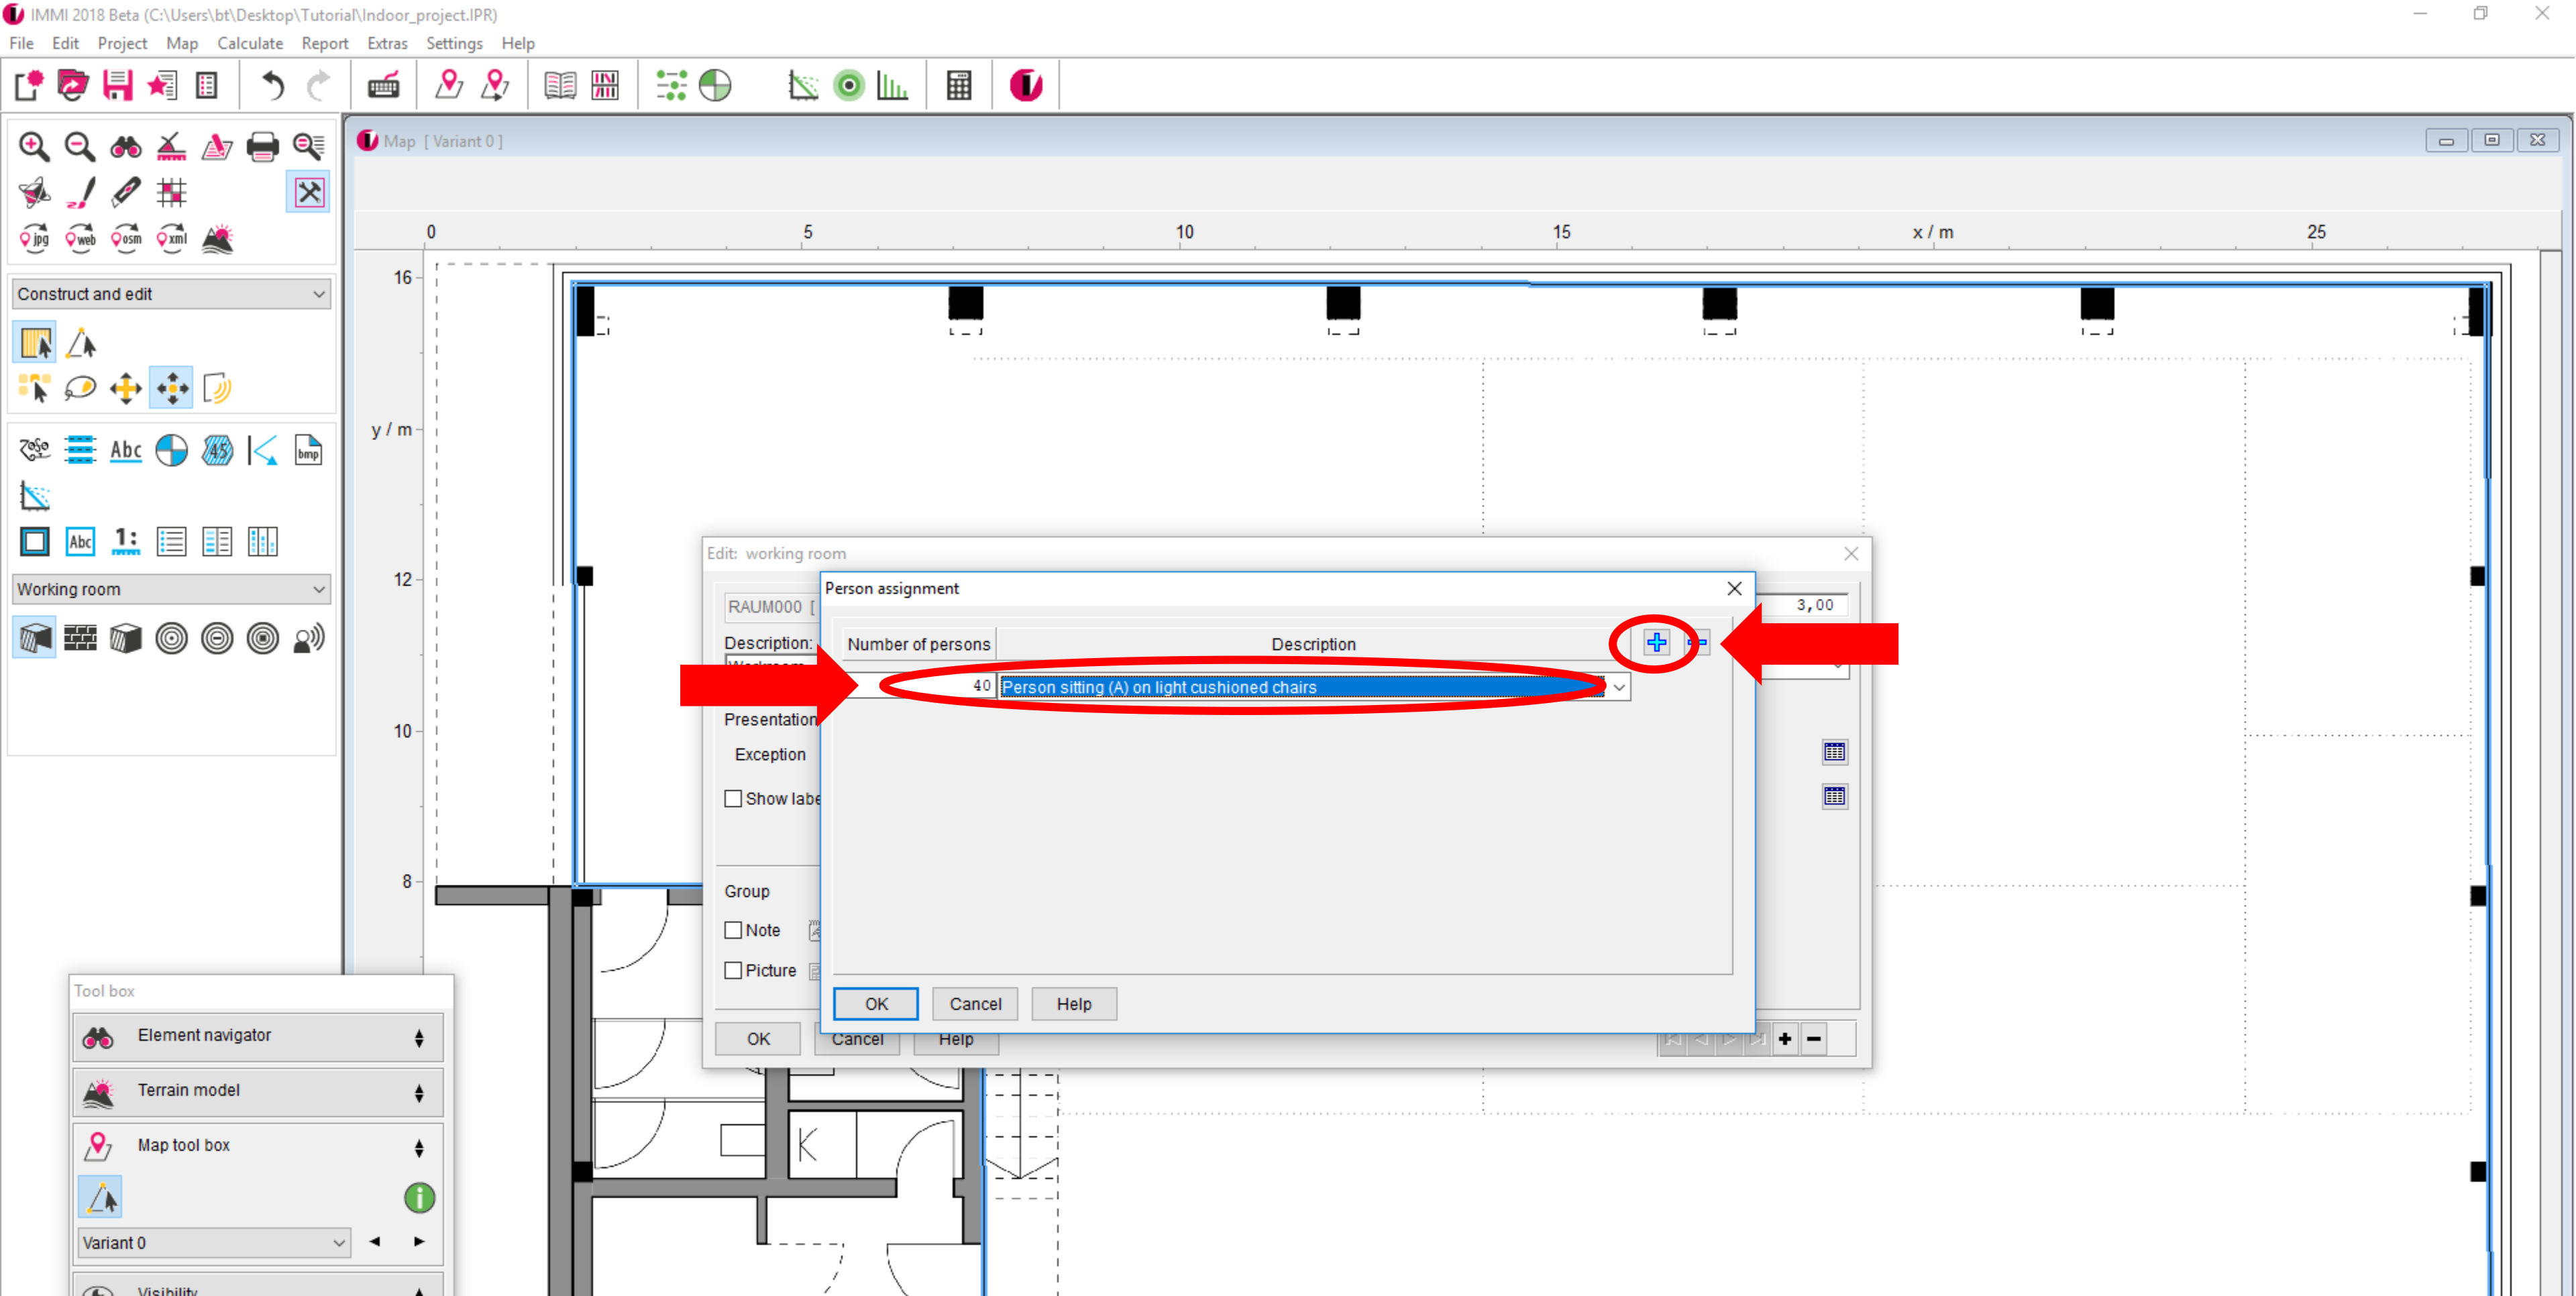 IMMI 2018 Beta (C:\Users\bt\Desktop\Tutorial\Indoor_project.IPR)
File Edit Project Map Calculate Report Extras Settings Help
Map [ Variant 0 ]
jpg web osm xml
0 5 10 15 x / m 25
16
Construct and edit
y / m
Abc 45 bmp
Abc 1:
12
Working room
10
8
Edit: working room
RAUM000 [
3,00
Description:
Presentation
Exception
Show labe
Group
Note
Picture
OK Cancel Help
Person assignment
Number of persons Description
40 Person sitting (A) on light cushioned chairs
OK Cancel Help
Tool box
Element navigator
Terrain model
Map tool box
Variant 0
Visibility
K